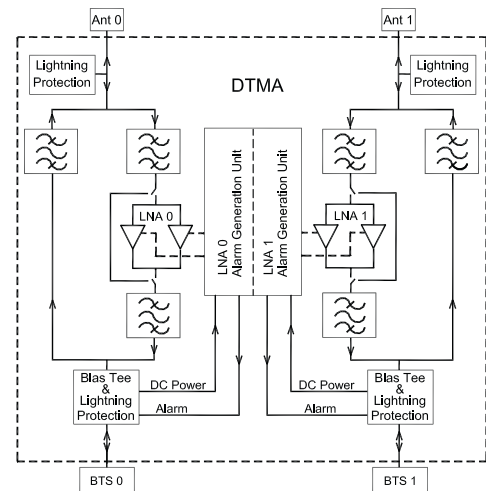 Ant 0
Ant 1
Lightning
Protection
DTMA
Lightning
Protection
LNA 0
LNA 0
Alarm Generation Unit
LNA 1
Alarm Generation Unit
LNA 1
Blas Tee
&
Lightning
Protection
DC Power
Alarm
DC Power
Alarm
Blas Tee
&
Lightning
Protection
BTS 0
BTS 1